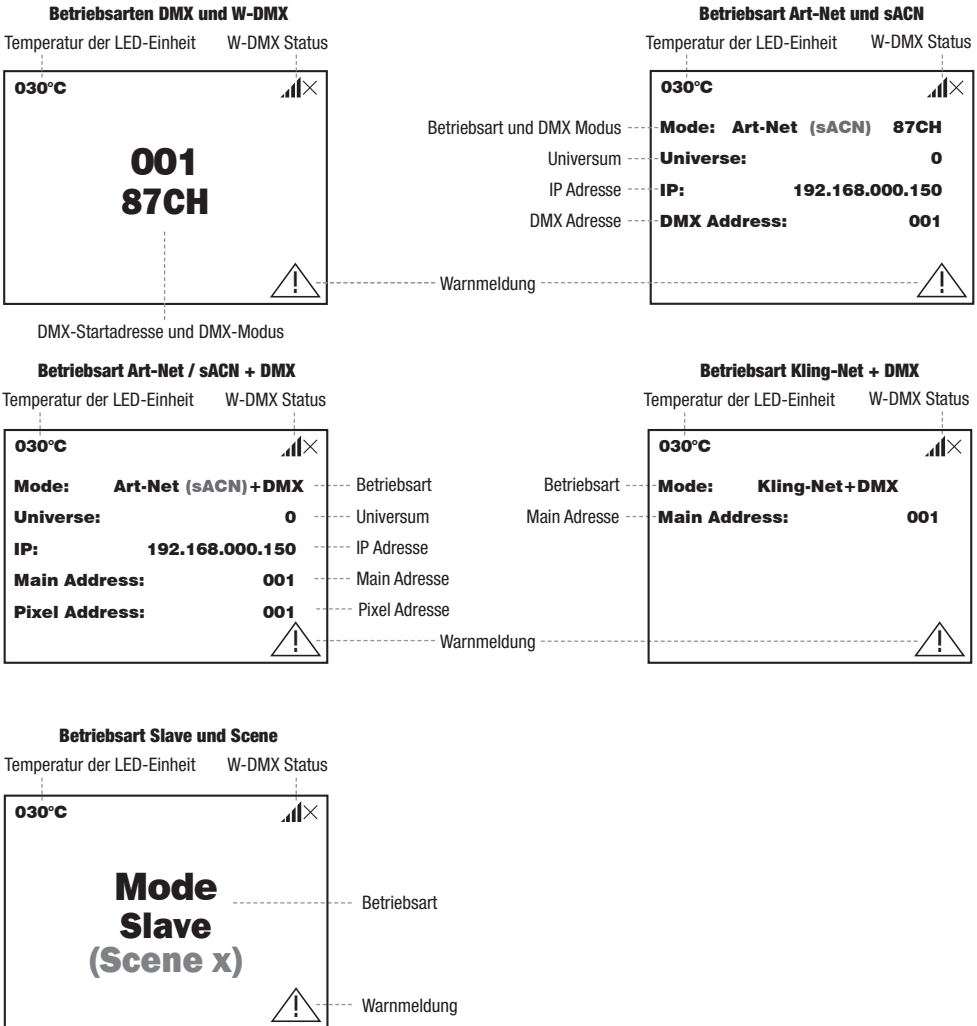 Betriebsarten DMX und W-DMX
Temperatur der LED-Einheit W-DMX Status
030°C
001
87CH
DMX-Startadresse und DMX-Modus
Betriebsart Art-Net und sACN
Temperatur der LED-Einheit W-DMX Status
030°C
Betriebsart und DMX Modus Mode: Art-Net (sACN) 87CH
Universum Universe: 0
IP Adresse IP: 192.168.000.150
DMX Adresse DMX Address: 001
Warnmeldung
Betriebsart Art-Net / sACN + DMX
Temperatur der LED-Einheit W-DMX Status
030°C
Mode: Art-Net (sACN)+DMX Betriebsart
Universe: 0 Universum
IP: 192.168.000.150 IP Adresse
Main Address: 001 Main Adresse
Pixel Address: 001 Pixel Adresse
Betriebsart Kling-Net + DMX
Temperatur der LED-Einheit W-DMX Status
030°C
Betriebsart Mode: Kling-Net+DMX
Main Adresse Main Address: 001
Warnmeldung
Betriebsart Slave und Scene
Temperatur der LED-Einheit W-DMX Status
030°C
Mode
Slave
(Scene x)
Betriebsart
Warnmeldung